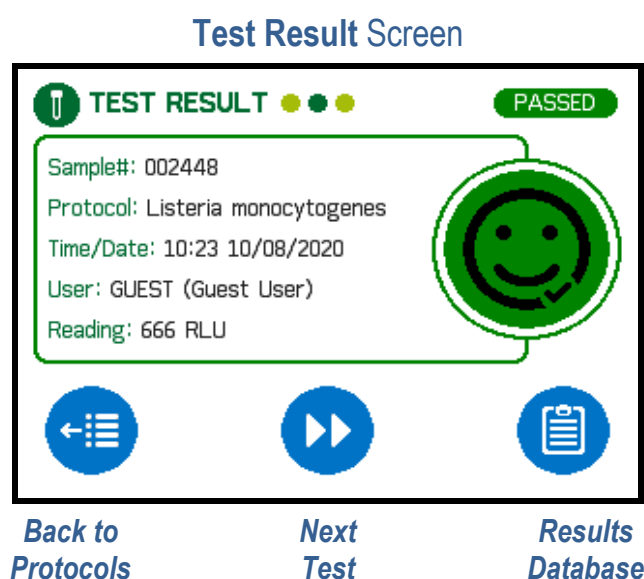 Test Result Screen
TEST RESULT
PASSED
Sample#: 002448
Protocol: Listeria monocytogenes
Time/Date: 10:23 10/08/2020
User: GUEST (Guest User)
Reading: 666 RLU
Back to Next Results
Protocols Test Database